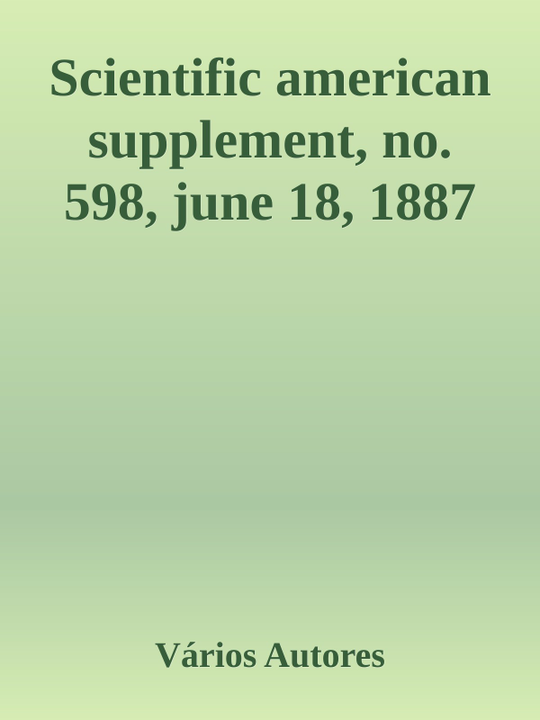 Scientific american
supplement, no.
598, june 18, 1887
Vários Autores